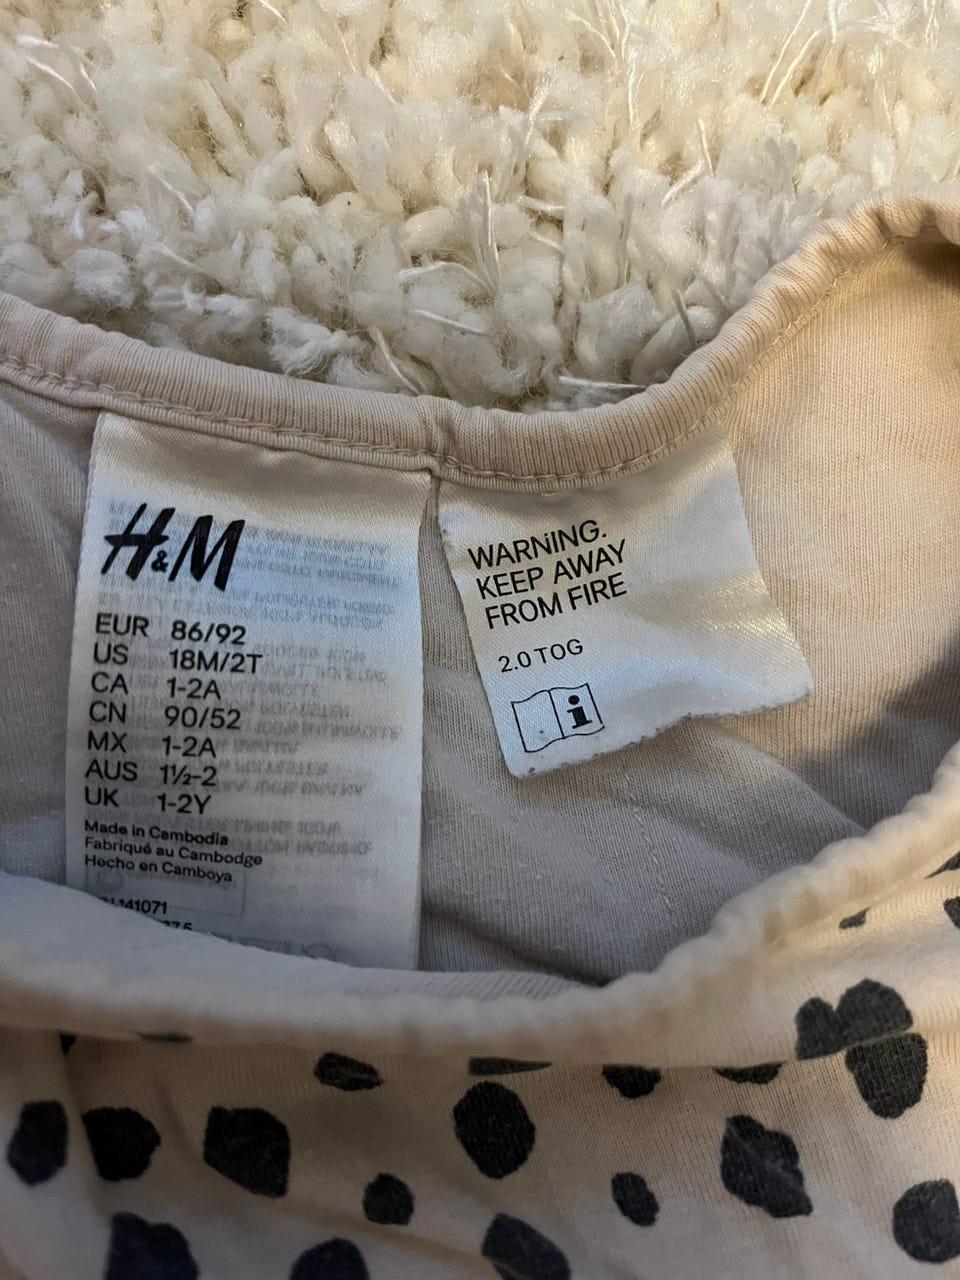 H&M
EUR 86/92
US 18M/2T
CA 1-2A
CN 90/52
MX 1-2A
AUS 1½-2
UK 1-2Y
Made in Cambodia
Fabriqué au Cambodge
Hecho en Camboya
141071
WARNING.
KEEP AWAY
FROM FIRE
2.0 TOG
i